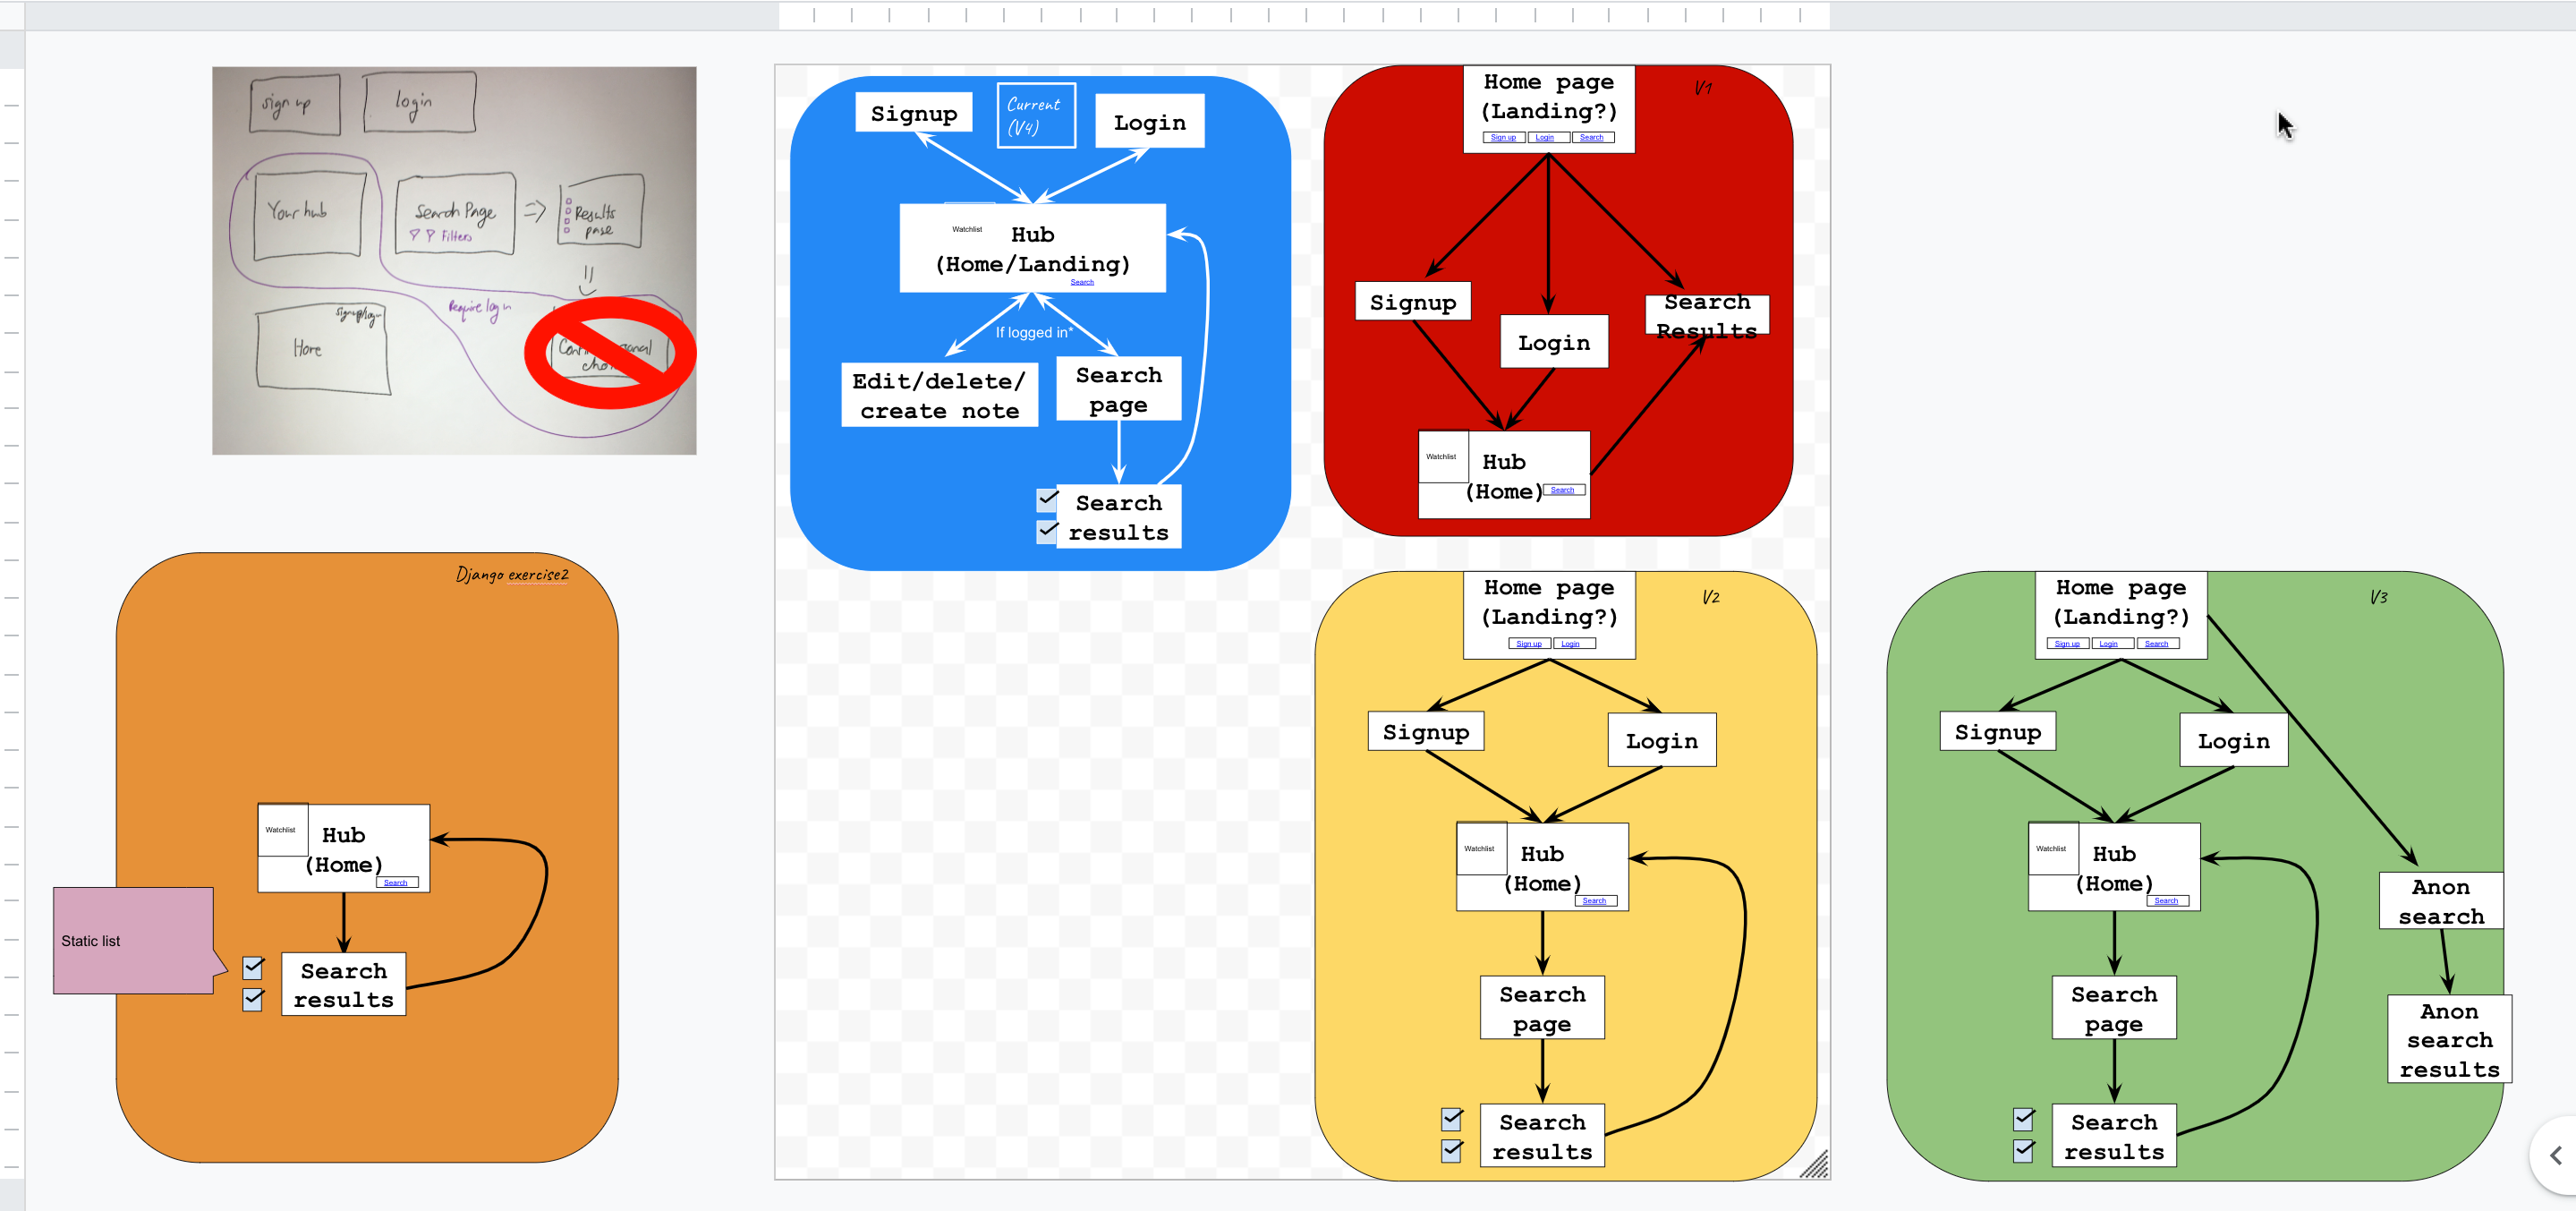 sign up
login
Your hub
Search Page
Filters
Results
page
Require log in
signup/login
Home
Signup
Current
(V4)
Login
Watchlist
Hub
(Home/Landing)
Search
If logged in*
Edit/delete/
create note
Search
page
Search
results
Home page
(Landing?)
V1
Sign up
Login
Search
Signup
Login
Search
Results
Watchlist
Hub
(Home)
Search
Django exercise2
Watchlist
Hub
(Home)
Search
Static list
Search
results
Home page
(Landing?)
V2
Sign up
Login
Signup
Login
Watchlist
Hub
(Home)
Search
Search
page
Search
results
Home page
(Landing?)
V3
Sign up
Login
Search
Signup
Login
Watchlist
Hub
(Home)
Search
Anon
search
Search
page
Anon
search
results
Search
results